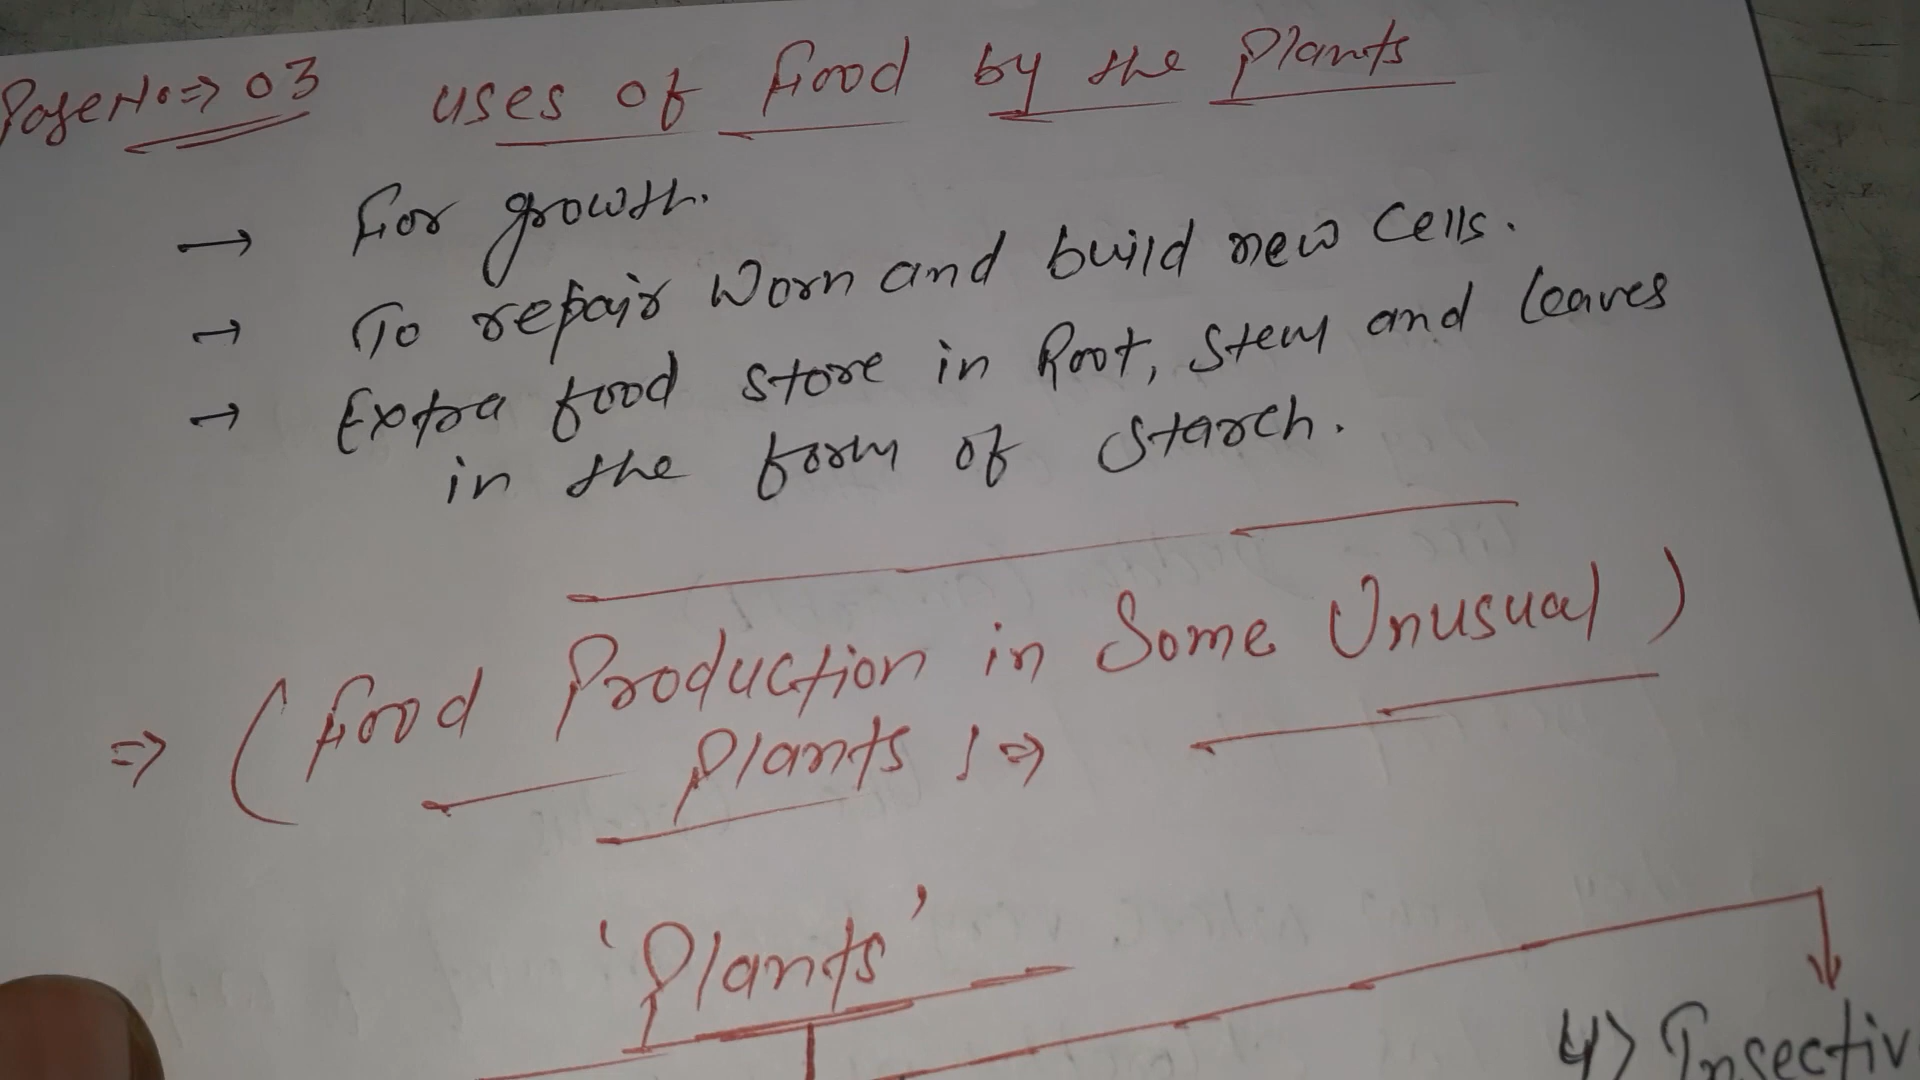 Page No => 03 uses of Food by the Plants
→ For growth.
→ To repair Worn and build new Cells.
→ Extra food store in Root, Stem and leaves
in the form of Starch.
=> (Food Production in Some Unusual)
Plants :=>
'Plants'
4) Insectiv